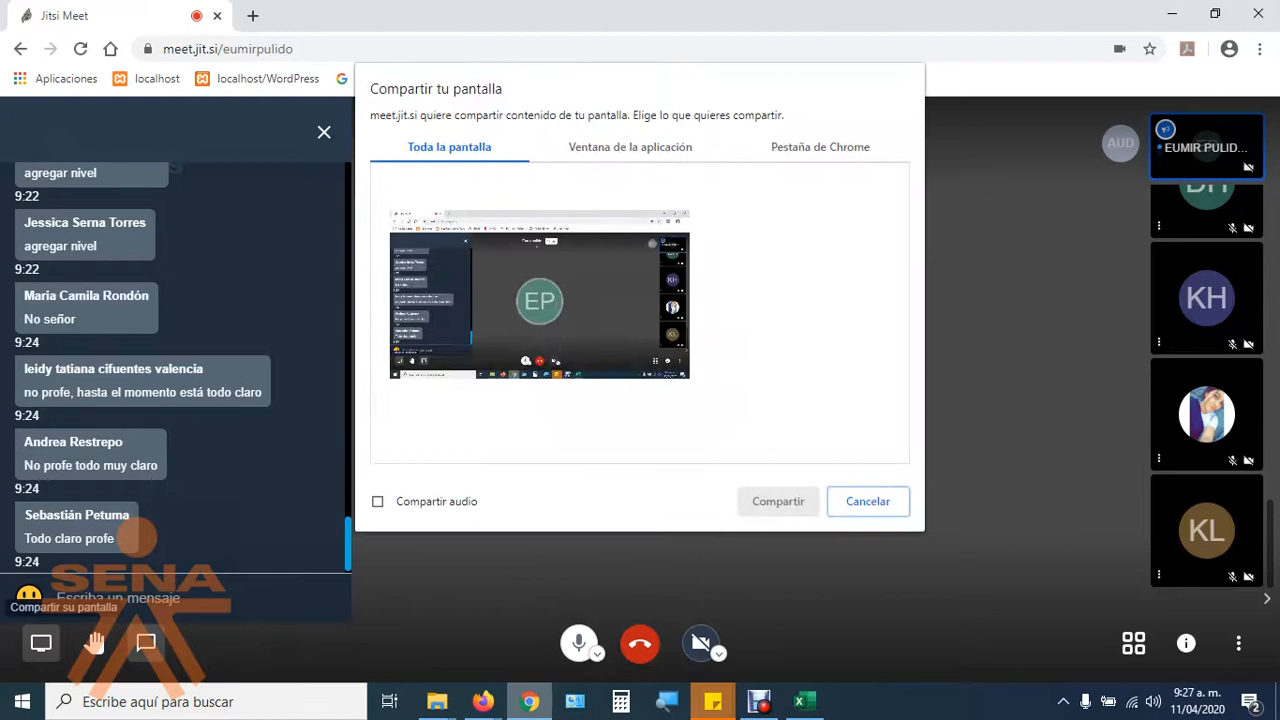 Jitsi Meet
meet.jit.si/eumirpulido
Aplicaciones
localhost
localhost/WordPress
agregar nivel
9:22
Jessica Serna Torres
agregar nivel
9:22
Maria Camila Rondón
No señor
9:24
leidy tatiana cifuentes valencia
no profe, hasta el momento está todo claro
9:24
Andrea Restrepo
No profe todo muy claro
9:24
Sebastián Petuma
Todo claro profe
9:24
SENA
Escriba un mensaje
Compartir su pantalla
Compartir tu pantalla
meet.jit.si quiere compartir contenido de tu pantalla. Elige lo que quieres compartir.
Toda la pantalla
Ventana de la aplicación
Pestaña de Chrome
EP
KH
KL
Compartir audio
Compartir
Cancelar
AUD
EUMIR PULID...
DH
KH
KL
Escribe aquí para buscar
9:27 a. m.
11/04/2020
2